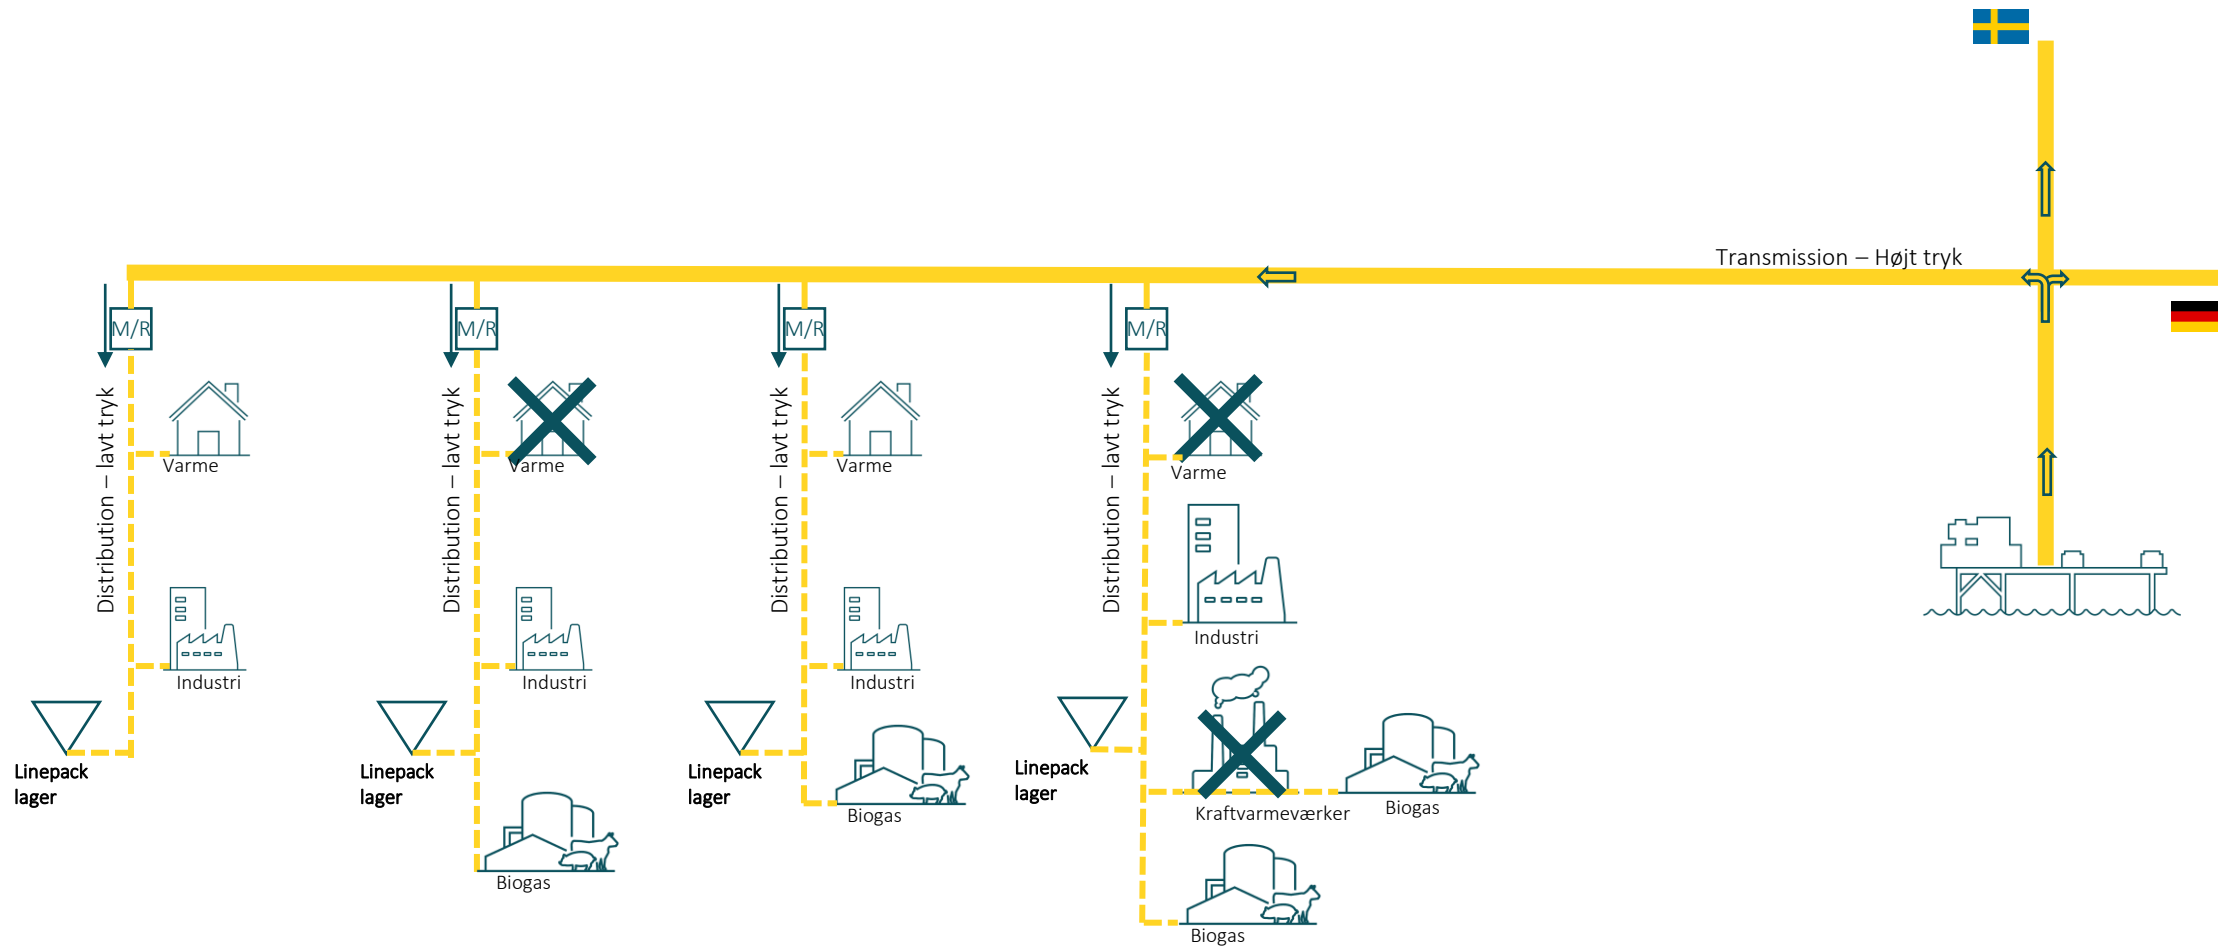 Transmission – Højt tryk
M/R
M/R
M/R
M/R
Distribution – lavt tryk
Distribution – lavt tryk
Distribution – lavt tryk
Distribution – lavt tryk
Varme
Varme
Varme
Varme
Industri
Industri
Industri
Industri
Linepack
lager
Linepack
lager
Linepack
lager
Linepack
lager
Kraftvarmeværker
Biogas
Biogas
Biogas
Biogas